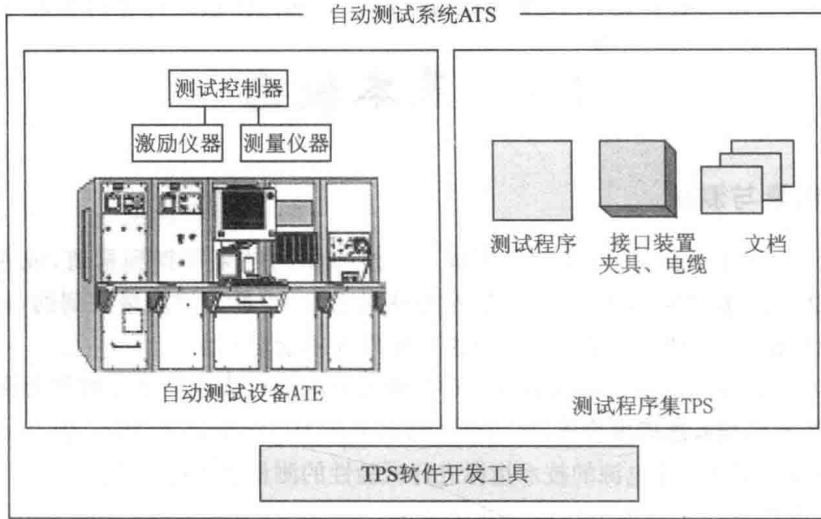 自动测试系统ATS
测试控制器
激励仪器
测量仪器
自动测试设备ATE
测试程序
接口装置
夹具、电缆
文档
测试程序集TPS
TPS软件开发工具